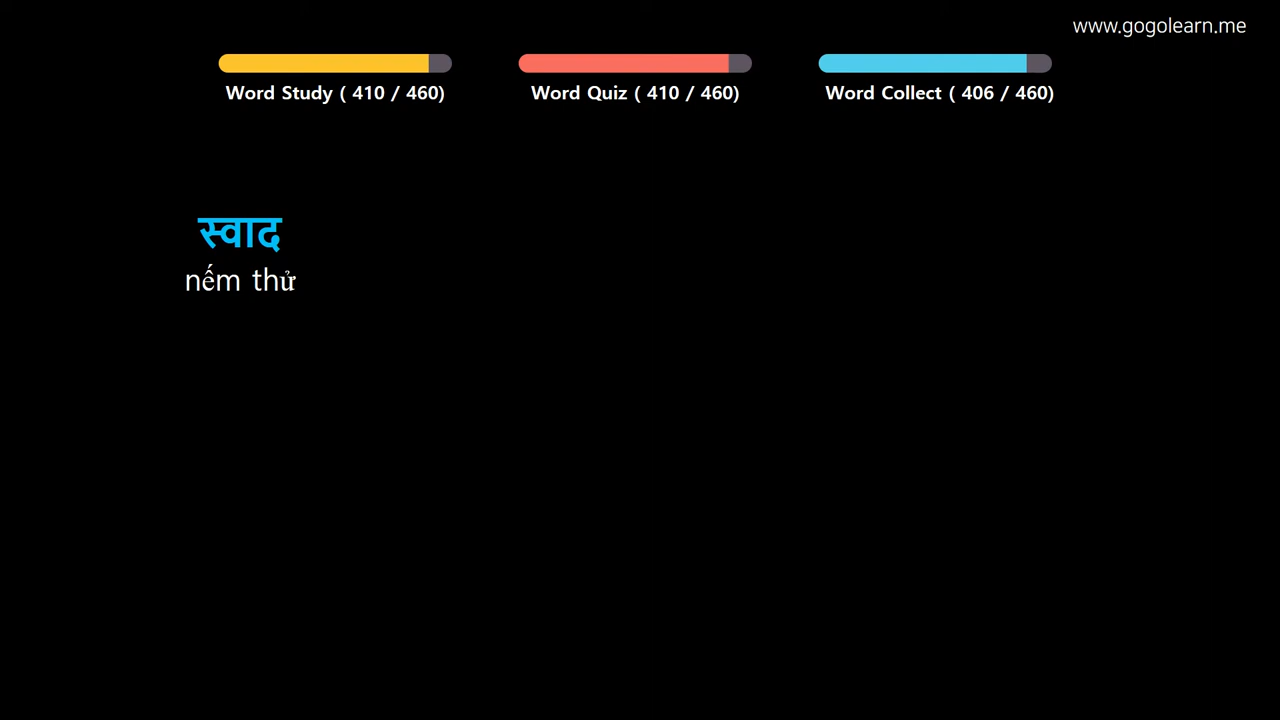 www.gogolearn.me
Word Study ( 410 / 460)
Word Quiz ( 410 / 460)
Word Collect ( 406 / 460)
स्वाद
nếm thử